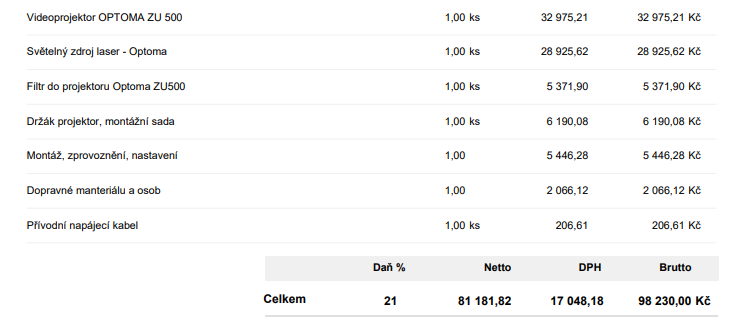 Videoprojektor OPTOMA ZU 500 1,00 ks 32 975,21 32 975,21 Kč
Světelný zdroj laser - Optoma 1,00 ks 28 925,62 28 925,62 Kč
Filtr do projektoru Optoma ZU500 1,00 ks 5 371,90 5 371,90 Kč
Držák projektor, montážní sada 1,00 ks 6 190,08 6 190,08 Kč
Montáž, zprovoznění, nastavení 1,00 5 446,28 5 446,28 Kč
Dopravné manteriálu a osob 1,00 2 066,12 2 066,12 Kč
Přívodní napájecí kabel 1,00 ks 206,61 206,61 Kč
Daň % Netto DPH Brutto
Celkem 21 81 181,82 17 048,18 98 230,00 Kč